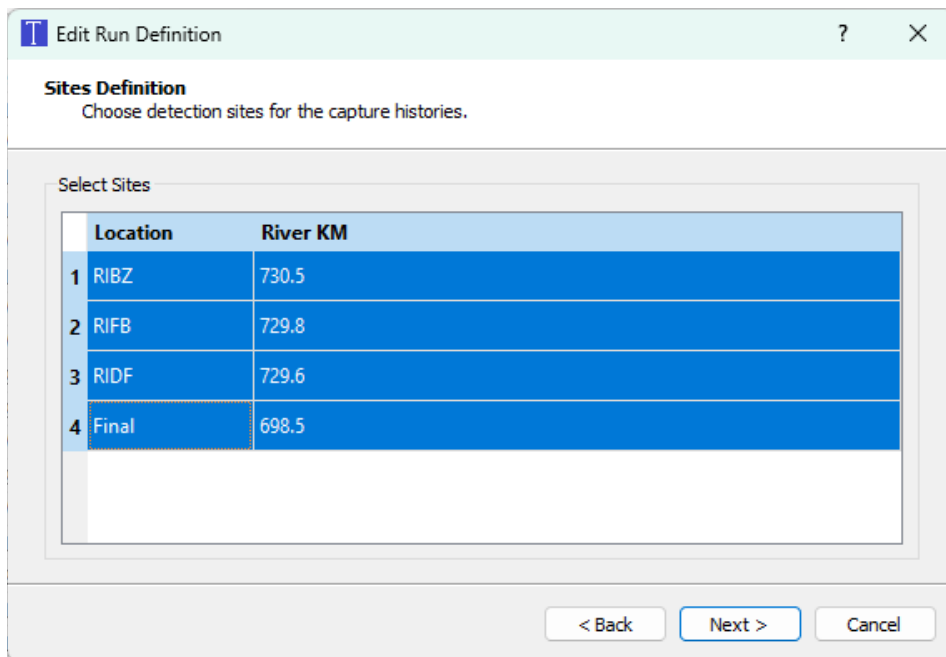 T Edit Run Definition ?
Sites Definition
Choose detection sites for the capture histories.
Select Sites
Location River KM
1 RIBZ 730.5
2 RIFB 729.8
3 RIDF 729.6
4 Final 698.5
< Back Next > Cancel